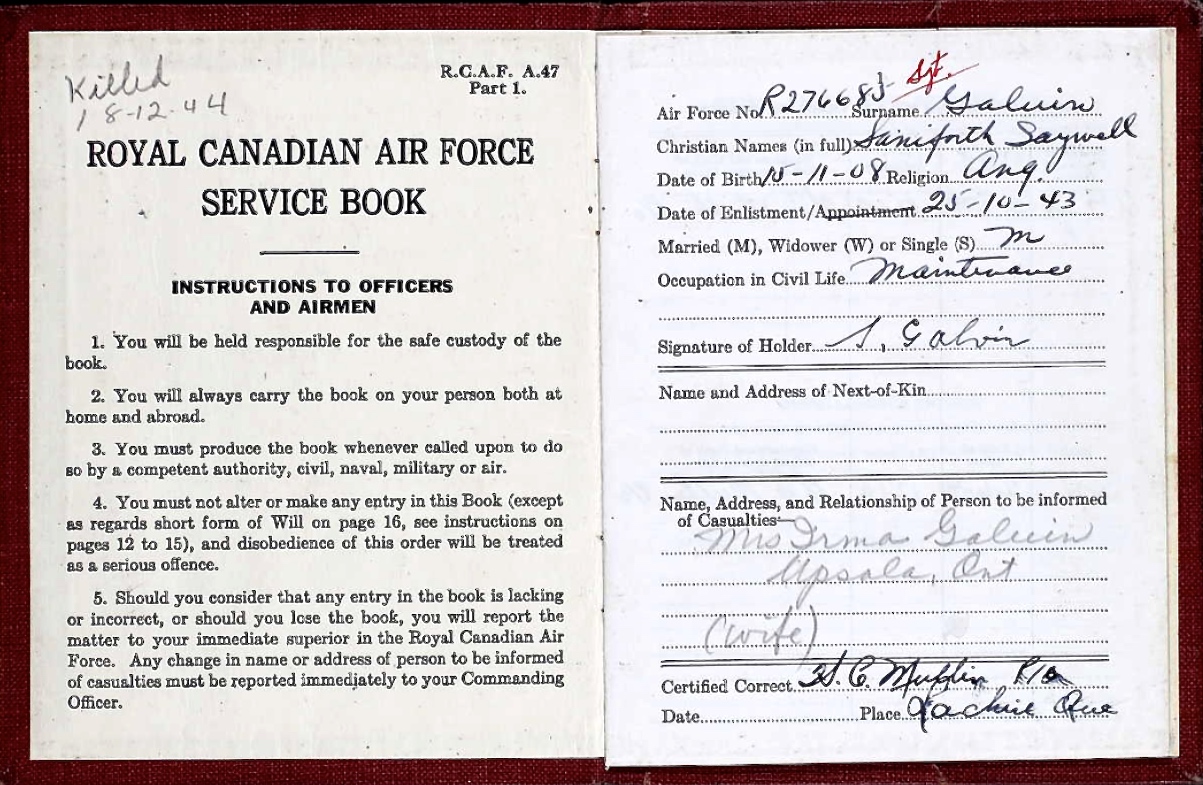 Killed
18-12-44
R.C.A.F. A.47
Part 1.
ROYAL CANADIAN AIR FORCE
SERVICE BOOK
INSTRUCTIONS TO OFFICERS
AND AIRMEN
1. You will be held responsible for the safe custody of the
book.
2. You will always carry the book on your person both at
home and abroad.
3. You must produce the book whenever called upon to do
so by a competent authority, civil, naval, military or air.
4. You must not alter or make any entry in this Book (except
as regards short form of Will on page 16, see instructions on
pages 12 to 15), and disobedience of this order will be treated
as a serious offence.
5. Should you consider that any entry in the book is lacking
or incorrect, or should you lose the book, you will report the
matter to your immediate superior in the Royal Canadian Air
Force. Any change in name or address of person to be informed
of casualties must be reported immediately to your Commanding
Officer.
Sgt.
Air Force No. R276683 Surname Galvin
Christian Names (in full) Saniforth Saywell
Date of Birth 15-11-08 Religion Ang.
Date of Enlistment/Appointment 25-10-43
Married (M), Widower (W) or Single (S) M
Occupation in Civil Life Maintenance
Signature of Holder S. Galvin
Name and Address of Next-of-Kin
Name, Address, and Relationship of Person to be informed
of Casualties—
Mrs Irma Galvin
Upsala, Ont
(wife)
Certified Correct
Date Place Lachine Que